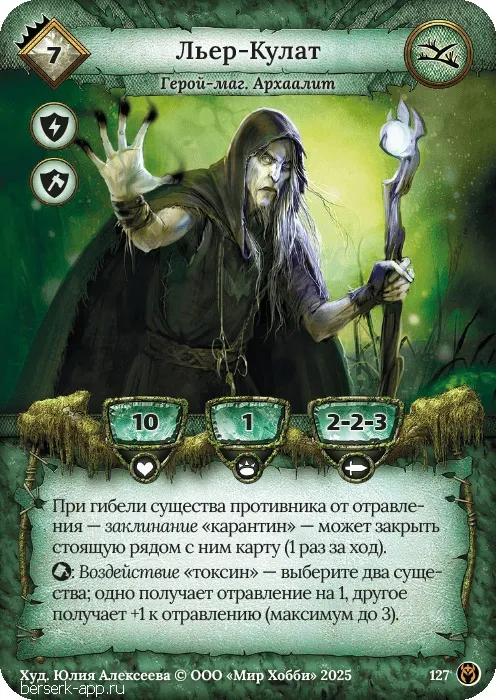 7
Льер-Кулат
Герой-маг. Архаалит
10
1
2-2-3
При гибели существа противника от отравле-
ния — заклинание «карантин» — может закрыть
стоящую рядом с ним карту (1 раз за ход).
: Воздействие «токсин» — выберите два суще-
ства; одно получает отравление на 1, другое
получает +1 к отравлению (максимум до 3).
Худ. Юлия Алексеева © ООО «Мир Хобби» 2025
127
berserk-app.ru